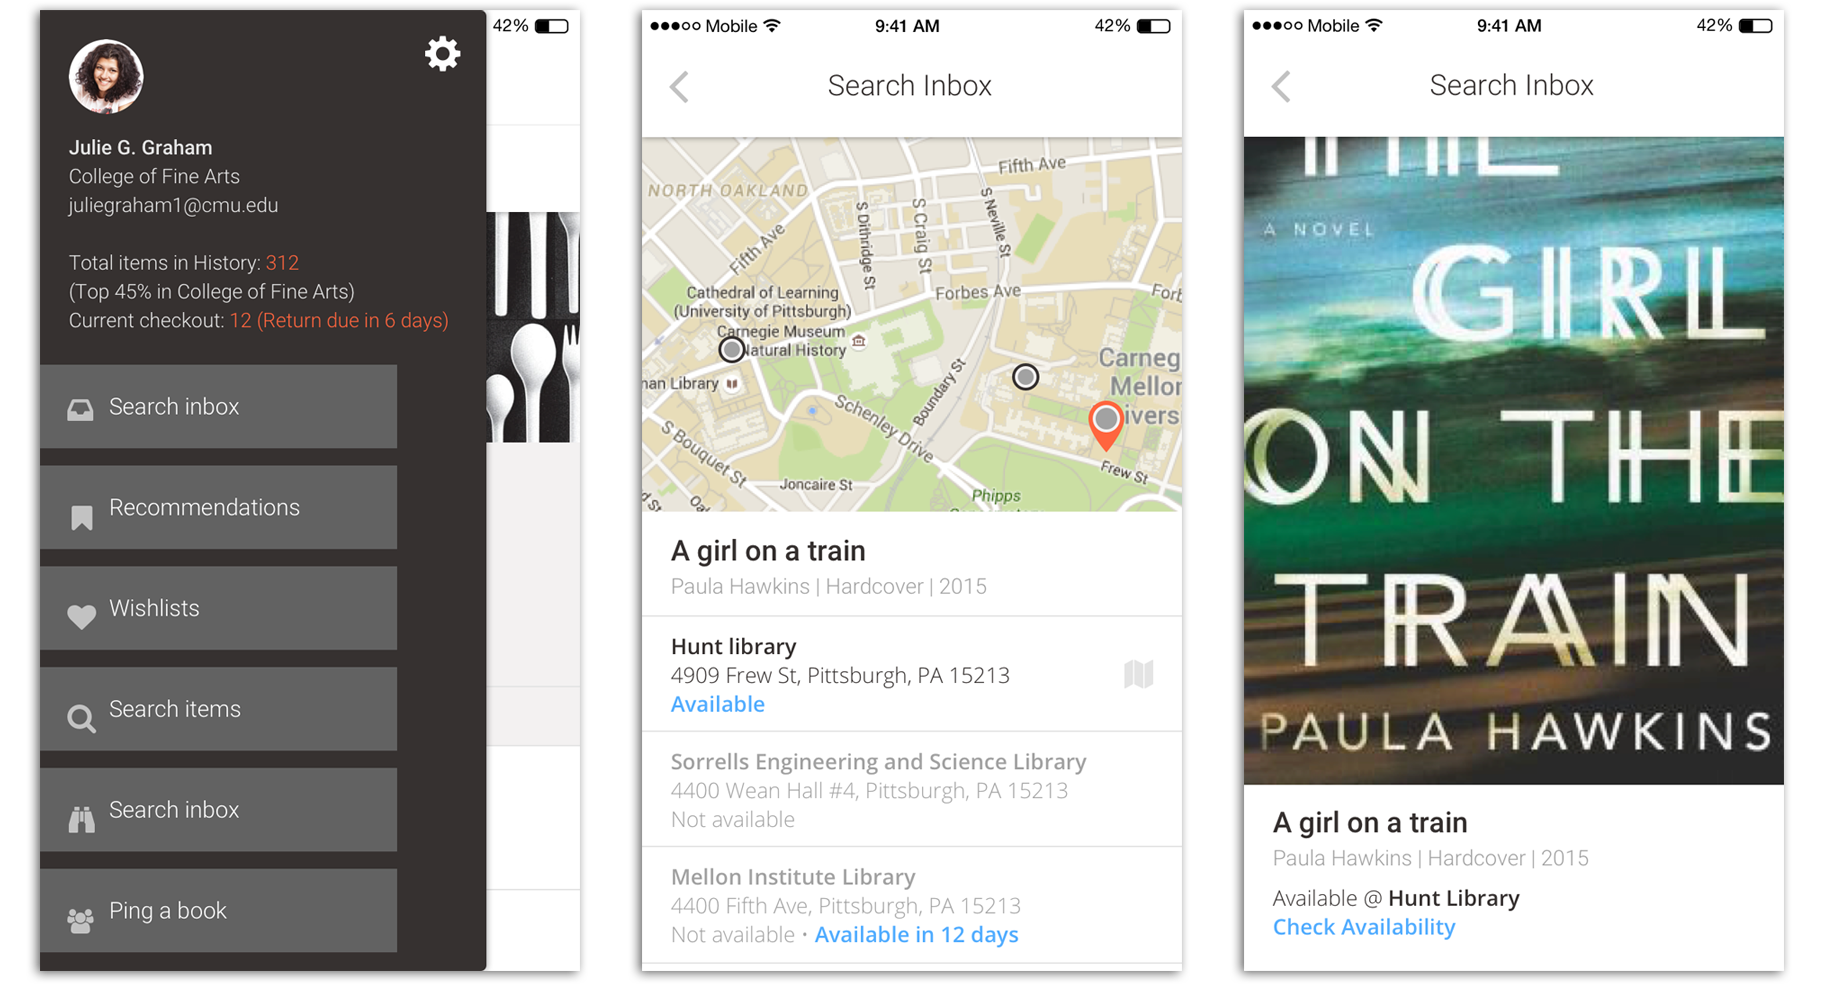 42%
Julie G. Graham
College of Fine Arts
juliegraham1@cmu.edu
Total items in History: 312
(Top 45% in College of Fine Arts)
Current checkout: 12 (Return due in 6 days)
Search inbox
Recommendations
Wishlists
Search items
Search inbox
Ping a book
Mobile 9:41 AM 42%
Search Inbox
Fifth Ave
NORTH OAKLAND
S Dithridge St
S Craig St
S Neville St
Fifth Ave
Cathedral of Learning
(University of Pittsburgh)
Forbes Ave
Forb
Carnegie Museum
Natural History
Carneg
Mellon
ivers
nan Library
Boundary St
Schenley Drive
S Bouquet St
Frew St
Joncaire St
Phipps
d St
A girl on a train
Paula Hawkins | Hardcover | 2015
Hunt library
4909 Frew St, Pittsburgh, PA 15213
Available
Sorrells Engineering and Science Library
4400 Wean Hall #4, Pittsburgh, PA 15213
Not available
Mellon Institute Library
4400 Fifth Ave, Pittsburgh, PA 15213
Not available • Available in 12 days
Mobile 9:41 AM 42%
Search Inbox
THE
A NOVEL
GIRL
ON THE
TRAIN
PAULA HAWKINS
A girl on a train
Paula Hawkins | Hardcover | 2015
Available @ Hunt Library
Check Availability